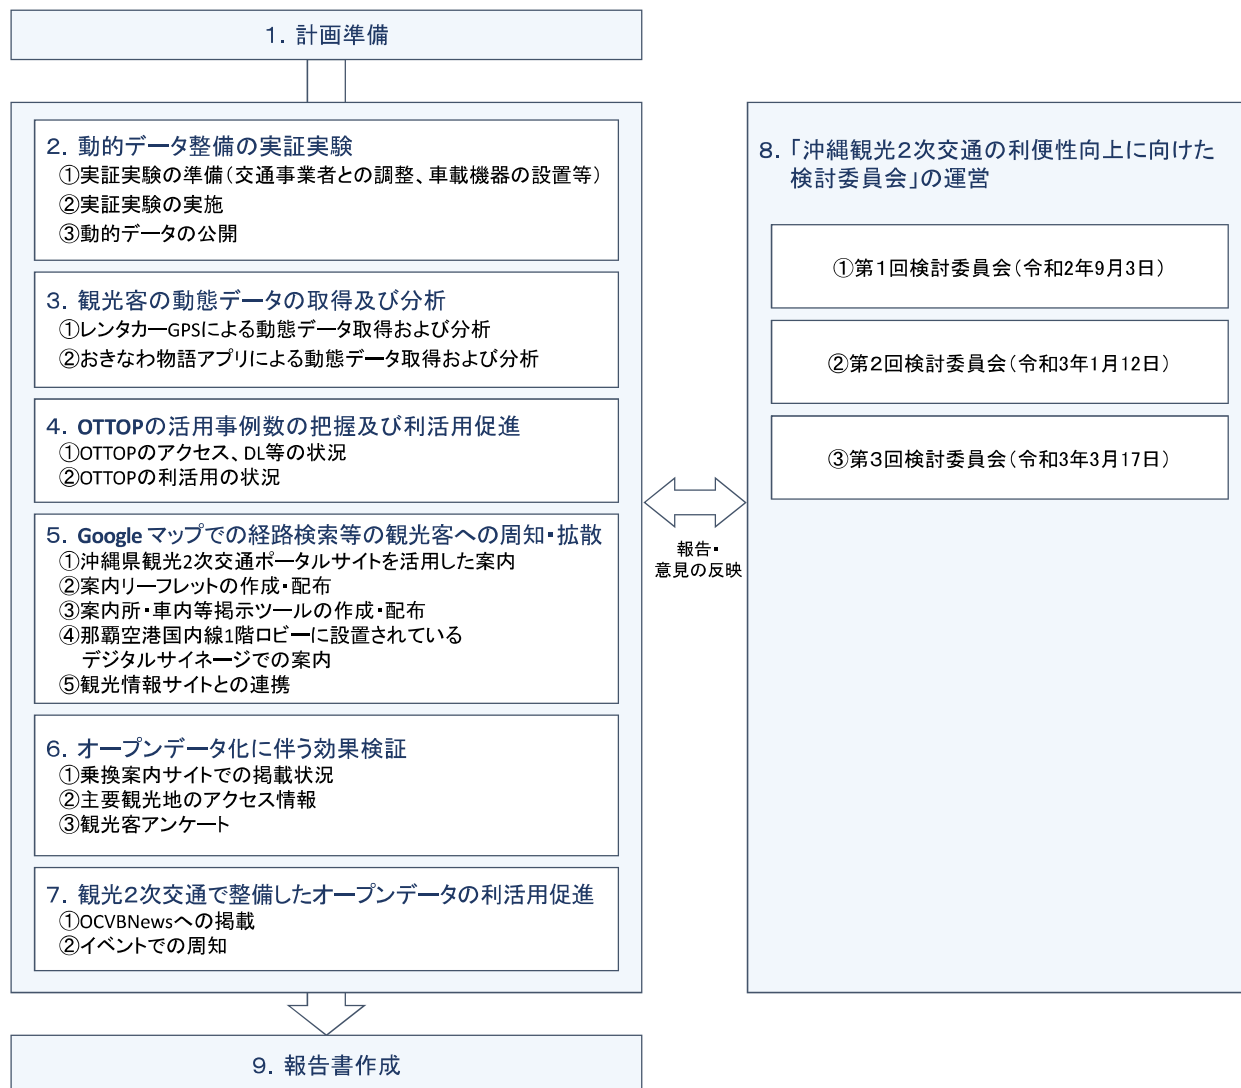 1．計画準備
2．動的データ整備の実証実験
①実証実験の準備（交通事業者との調整、車載機器の設置等）
②実証実験の実施
③動的データの公開
3．観光客の動態データの取得及び分析
①レンタカーGPSによる動態データ取得および分析
②おきなわ物語アプリによる動態データ取得および分析
4．OTTOPの活用事例数の把握及び利活用促進
①OTTOPのアクセス、DL等の状況
②OTTOPの利活用の状況
5．Google マップでの経路検索等の観光客への周知・拡散
①沖縄県観光2次交通ポータルサイトを活用した案内
②案内リーフレットの作成・配布
③案内所・車内等掲示ツールの作成・配布
④那覇空港国内線1階ロビーに設置されている
デジタルサイネージでの案内
⑤観光情報サイトとの連携
6．オープンデータ化に伴う効果検証
①乗換案内サイトでの掲載状況
②主要観光地のアクセス情報
③観光客アンケート
7．観光2次交通で整備したオープンデータの利活用促進
①OCVBNewsへの掲載
②イベントでの周知
報告・
意見の反映
8．「沖縄観光2次交通の利便性向上に向けた
検討委員会」の運営
①第1回検討委員会（令和2年9月3日）
②第2回検討委員会（令和3年1月12日）
③第3回検討委員会（令和3年3月17日）
9．報告書作成